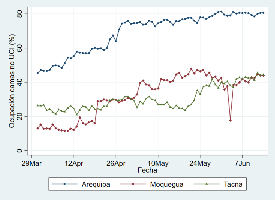 Ocupación camas no UCI (%)
80
60
40
20
0
29Mar
12Apr
26Apr
10May
24May
7Jun
Fecha
Arequipa
Moquegua
Tacna